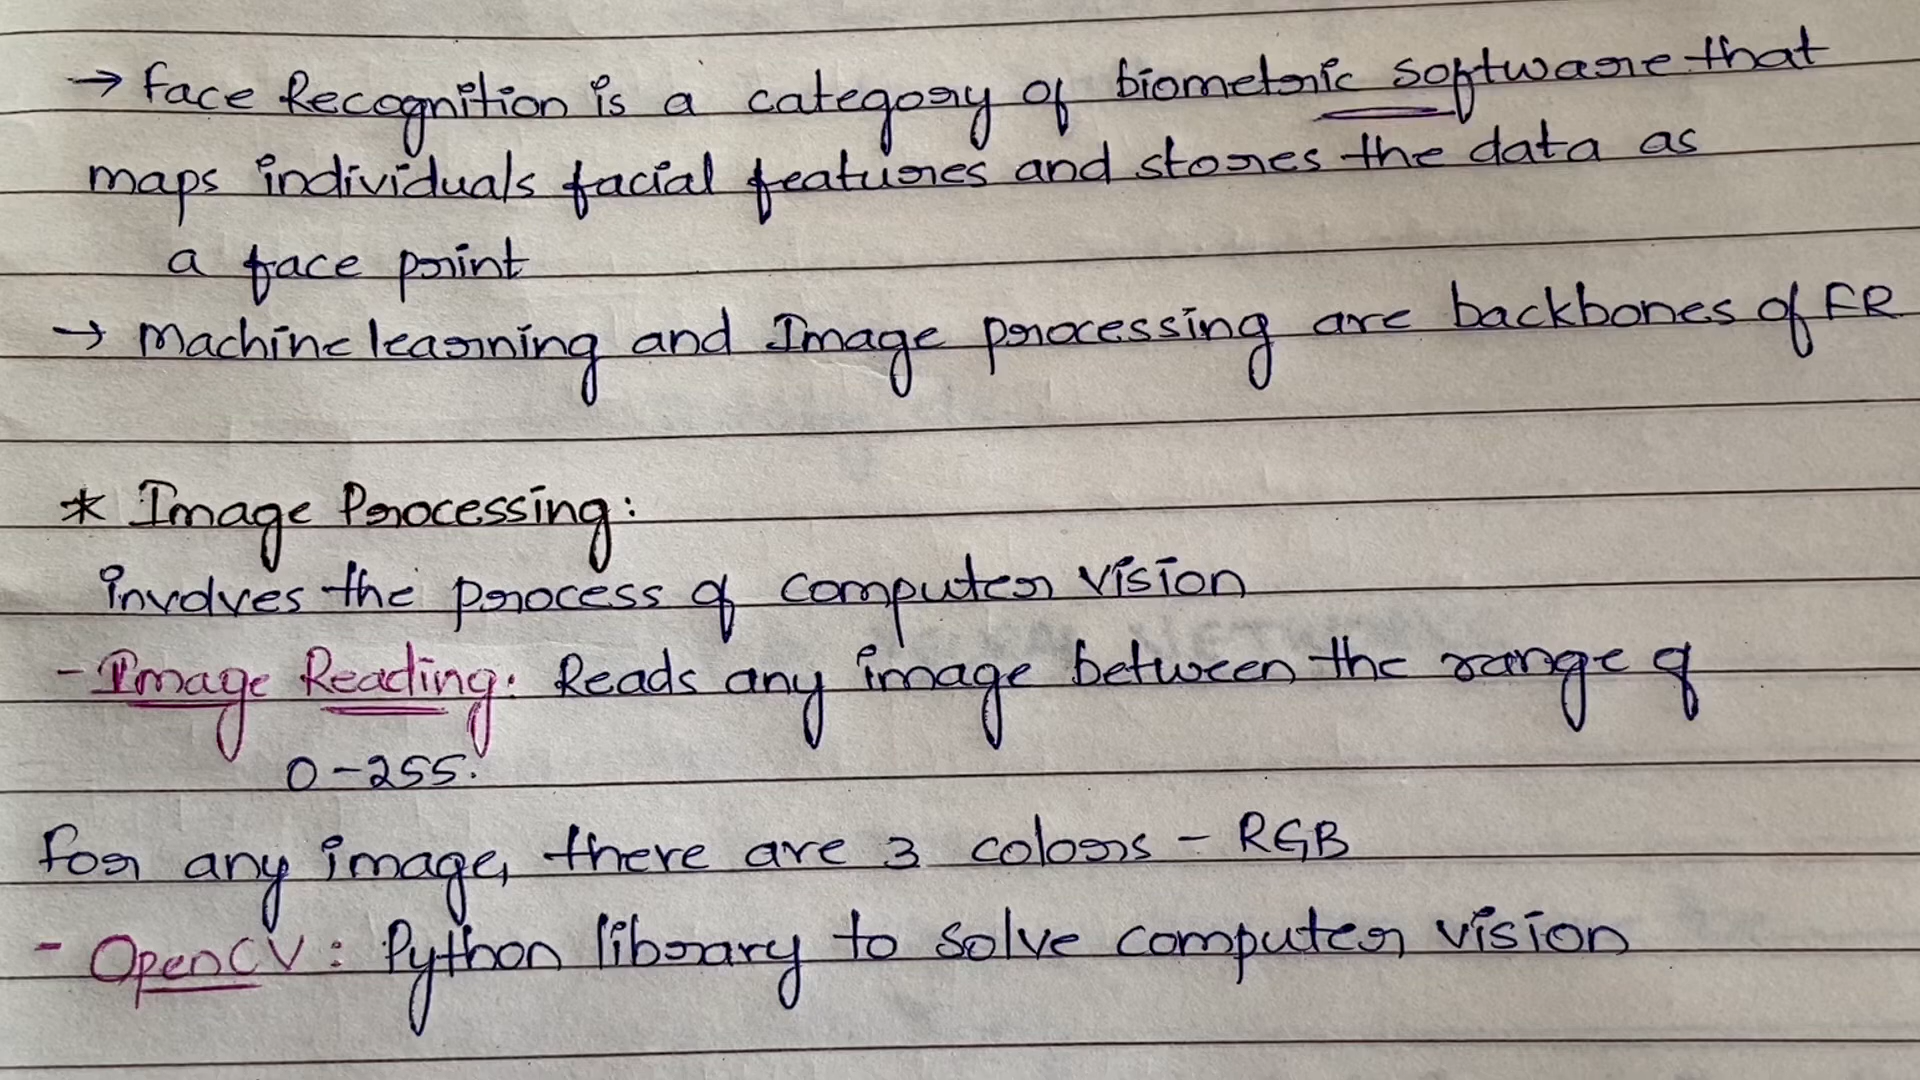 → Face Recognition is a category of biometric software that
maps individuals facial features and stores the data as
a face print
→ Machine learning and Image processing are backbones of FR
* Image Processing:
involves the process of computer vision
- Image Reading: Reads any image between the range of
0-255.
For any image, there are 3 colors - RGB
- OpenCV: Python library to solve computer vision